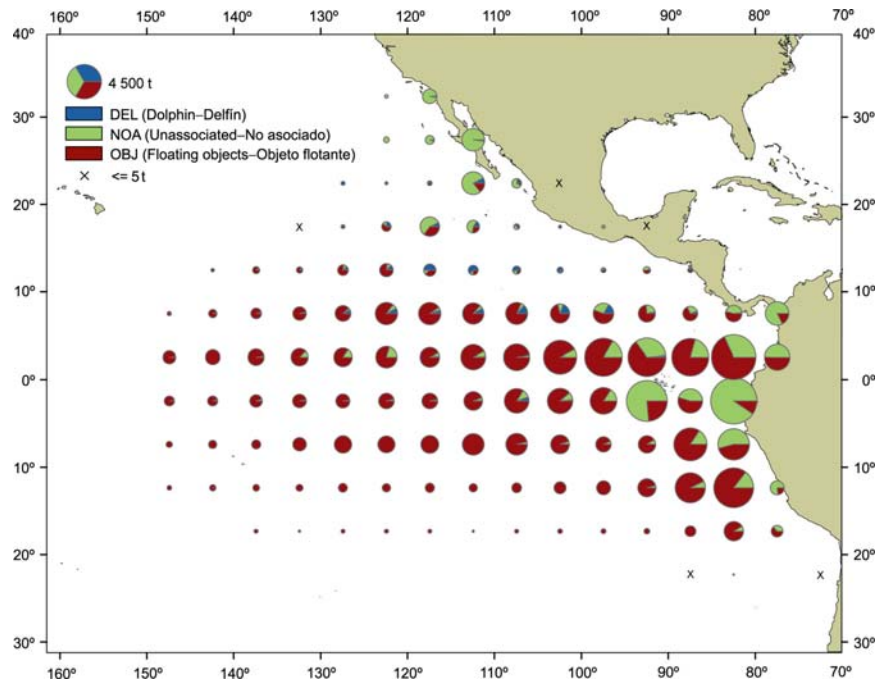 160º 150º 140º 130º 120º 110º 100º 90º 80º 70º
40º 40º
4 500 t
30º 30º
DEL (Dolphin–Delfín)
NOA (Unassociated–No asociado)
OBJ (Floating objects–Objeto flotante)
X <= 5 t
20º X 20º
X X
10º 10º
0º 0º
10º 10º
20º 20º
X X
30º 30º
160º 150º 140º 130º 120º 110º 100º 90º 80º 70º